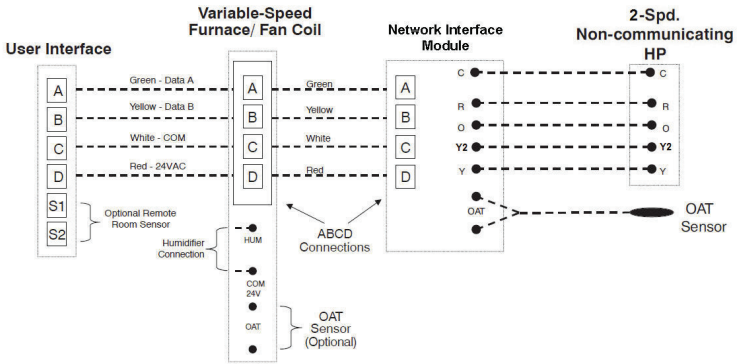 Variable-Speed
Furnace/ Fan Coil
Network Interface
Module
2-Spd.
Non-communicating
HP
User Interface
A
B
C
D
S1
S2
Green - Data A
Yellow - Data B
White - COM
Red - 24VAC
Optional Remote
Room Sensor
A
B
C
D
HUM
COM
24V
OAT
Humidifier
Connection
Green
Yellow
White
Red
ABCD
Connections
OAT
Sensor
(Optional)
A
B
C
D
C
R
O
Y2
Y
OAT
C
R
O
Y2
Y
OAT
Sensor